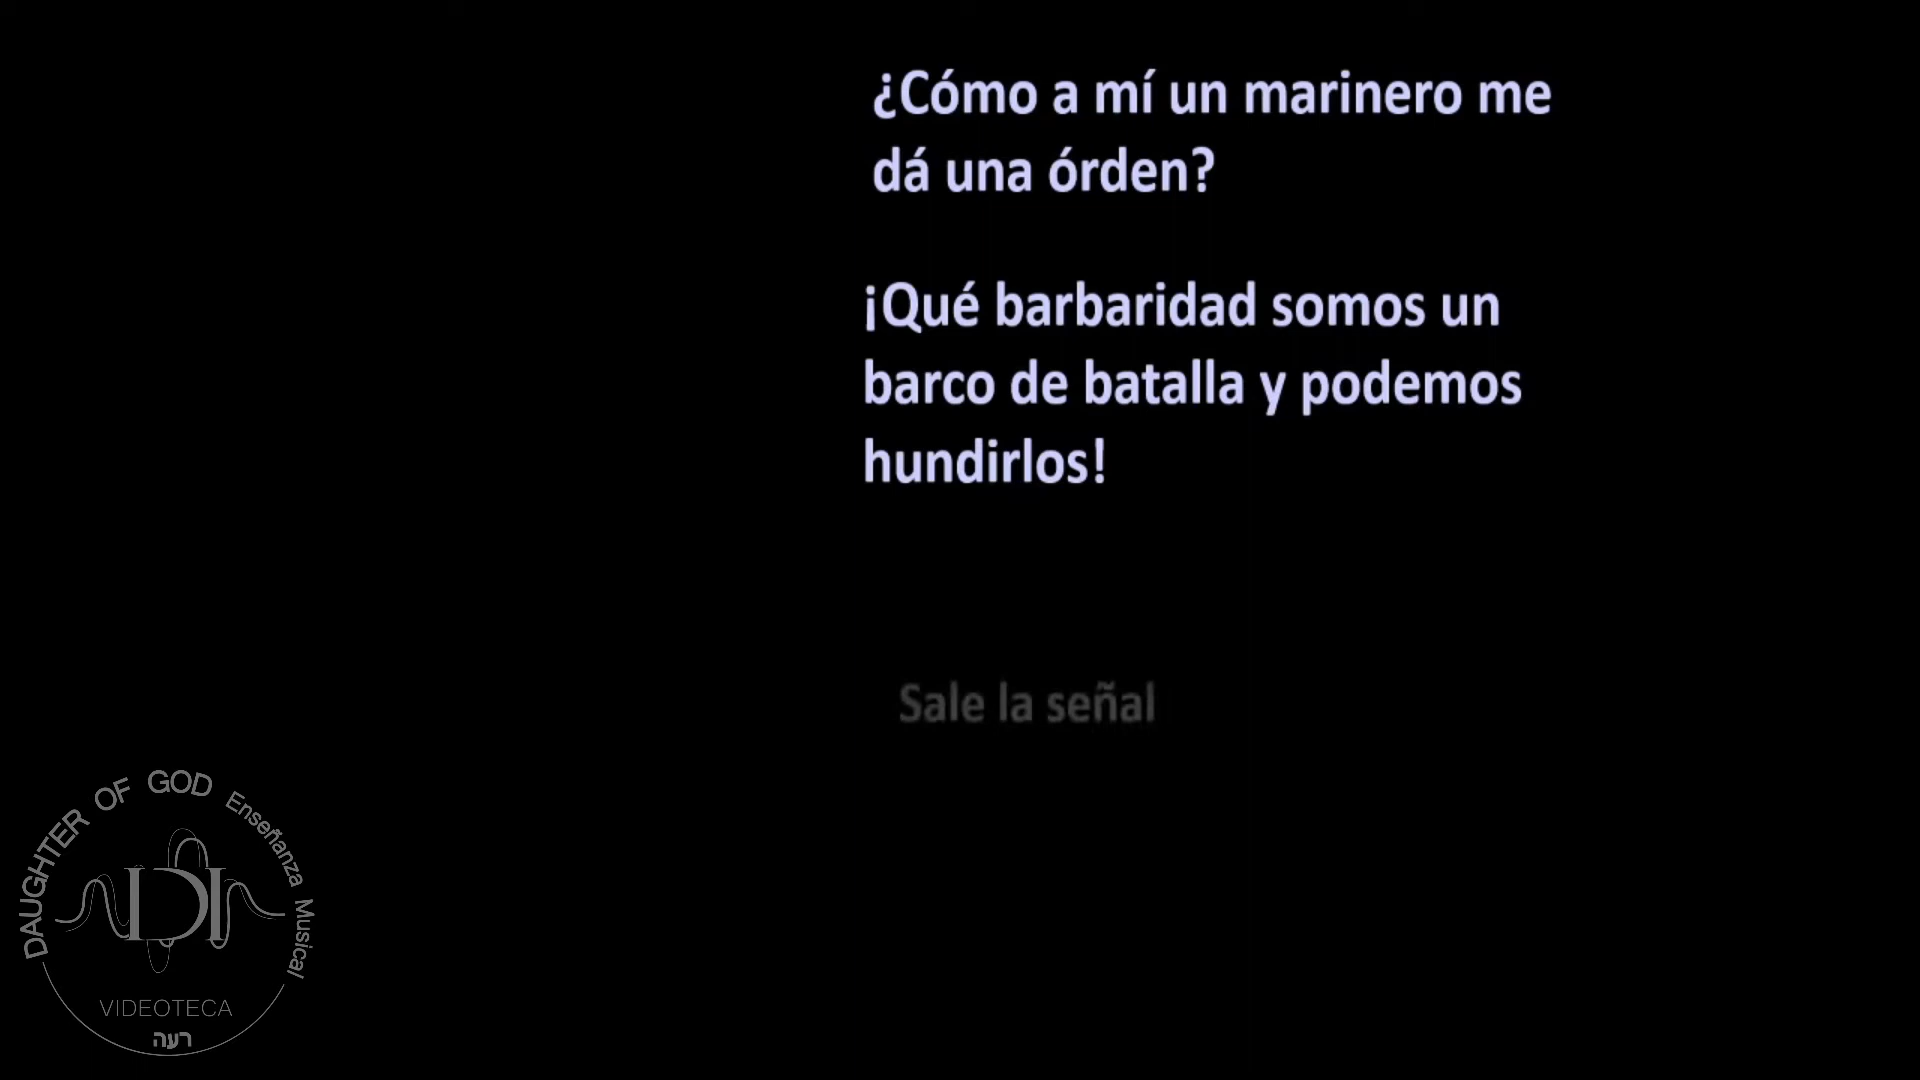 ¿Cómo a mí un marinero me
dá una órden?
¡Qué barbaridad somos un
barco de batalla y podemos
hundirlos!
Sale la señal
DAUGHTER OF GOD Enseñanza Musical
DI
VIDEOTECA
רעה